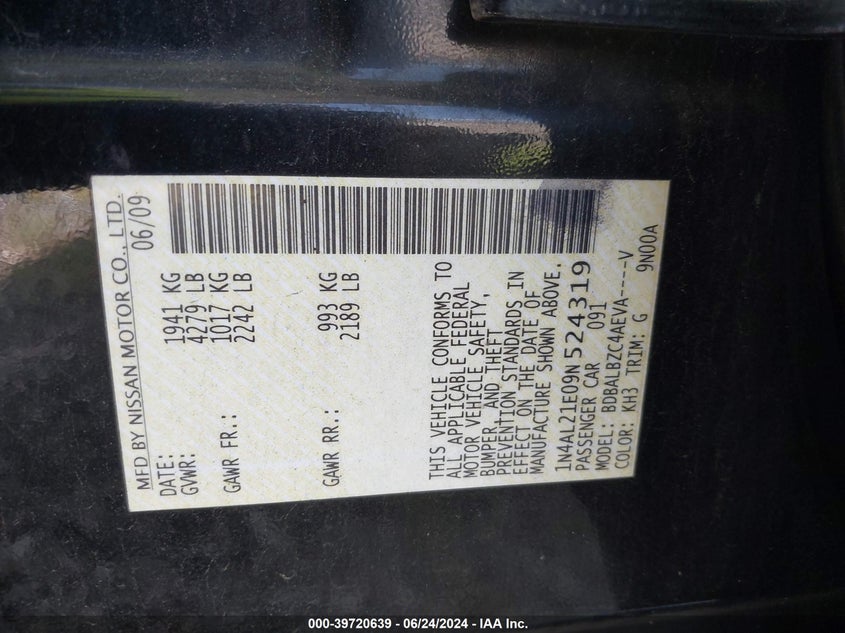 MFD BY NISSAN MOTOR CO., LTD.
DATE: 06/09
GVWR: 1941 KG
4279 LB
GAWR FR.: 1017 KG
2242 LB
GAWR RR.: 993 KG
2189 LB
THIS VEHICLE CONFORMS TO
ALL APPLICABLE FEDERAL
MOTOR VEHICLE SAFETY,
BUMPER, AND THEFT
PREVENTION STANDARDS IN
EFFECT ON THE DATE OF
MANUFACTURE SHOWN ABOVE.
1N4AL21E09N524319
PASSENGER CAR 091
MODEL: BDBALBZC4AEVA----V
COLOR: KH3 TRIM: G 9N00A
000-39720639 - 06/24/2024 - IAA Inc.